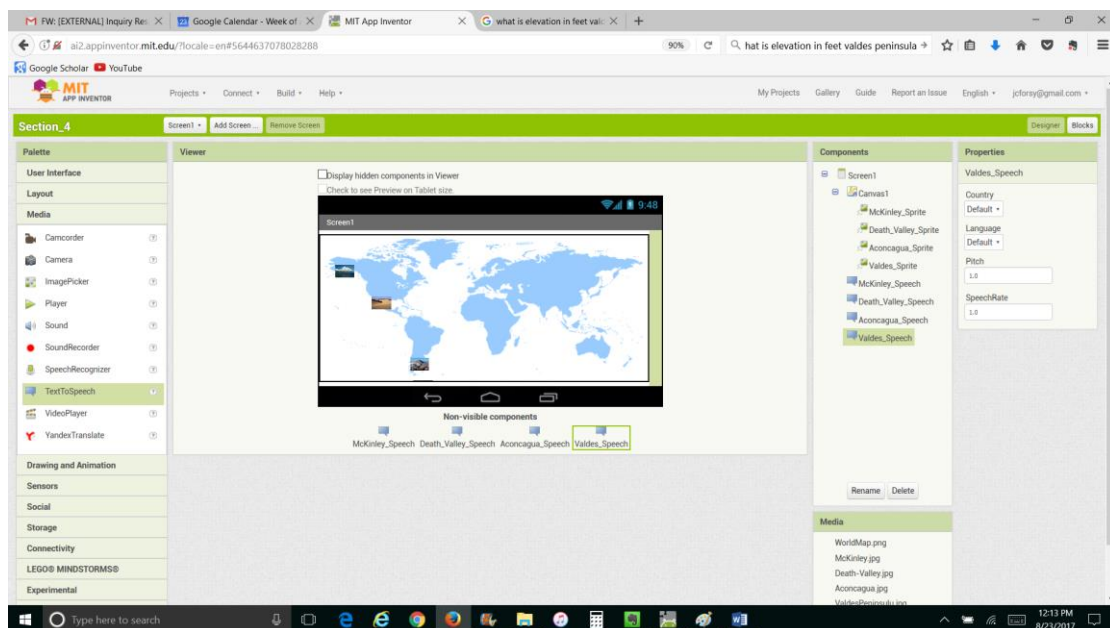 FW: [EXTERNAL] Inquiry Re
Google Calendar - Week of
MIT App Inventor
what is elevation in feet vald
ai2.appinventor.mit.edu/?locale=en#5644637078028288
90%
hat is elevation in feet valdes peninsula
Google Scholar
YouTube
MIT
APP INVENTOR
Projects
Connect
Build
Help
My Projects
Gallery
Guide
Report an Issue
English
jcforsy@gmail.com
Section_4
Screen1
Add Screen ...
Remove Screen
Designer
Blocks
Palette
User Interface
Layout
Media
Camcorder
Camera
ImagePicker
Player
Sound
SoundRecorder
SpeechRecognizer
TextToSpeech
VideoPlayer
YandexTranslate
Drawing and Animation
Sensors
Social
Storage
Connectivity
LEGO® MINDSTORMS®
Experimental
Viewer
Display hidden components in Viewer
Check to see Preview on Tablet size.
9:48
Screen1
Non-visible components
McKinley_Speech
Death_Valley_Speech
Aconcagua_Speech
Valdes_Speech
Components
Screen1
Canvas1
McKinley_Sprite
Death_Valley_Sprite
Aconcagua_Sprite
Valdes_Sprite
McKinley_Speech
Death_Valley_Speech
Aconcagua_Speech
Valdes_Speech
Rename
Delete
Media
WorldMap.png
McKinley.jpg
Death-Valley.jpg
Aconcagua.jpg
Properties
Valdes_Speech
Country
Default
Language
Default
Pitch
1.0
SpeechRate
1.0
Type here to search
12:13 PM
8/23/2017